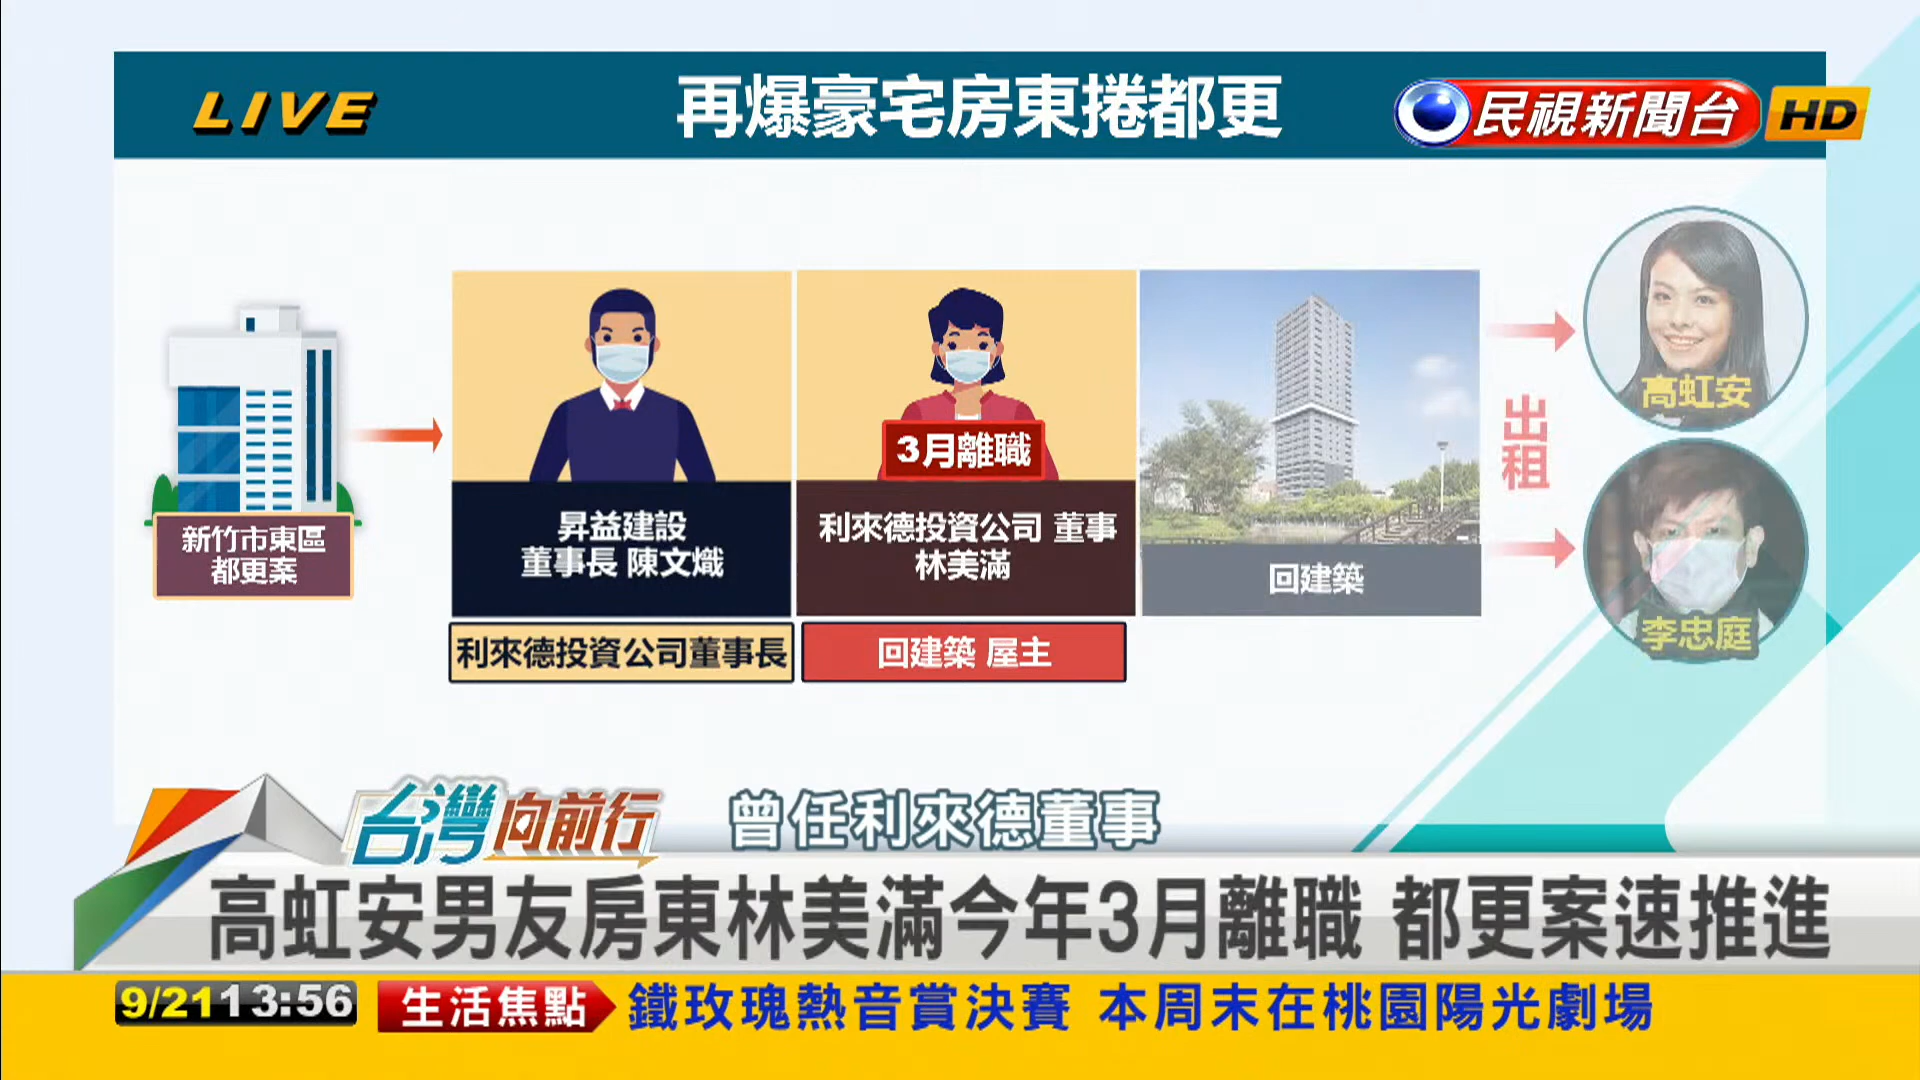 LIVE
再爆豪宅房東捲都更
民視新聞台 HD
新竹市東區
都更案
昇益建設
董事長 陳文熾
利來德投資公司董事長
3月離職
利來德投資公司 董事
林美滿
回建築 屋主
回建築
出租
高虹安
李忠庭
台灣向前行
曾任利來德董事
高虹安男友房東林美滿今年3月離職 都更案速推進
9/21 13:56
生活焦點
鐵玫瑰熱音賞決賽 本周末在桃園陽光劇場